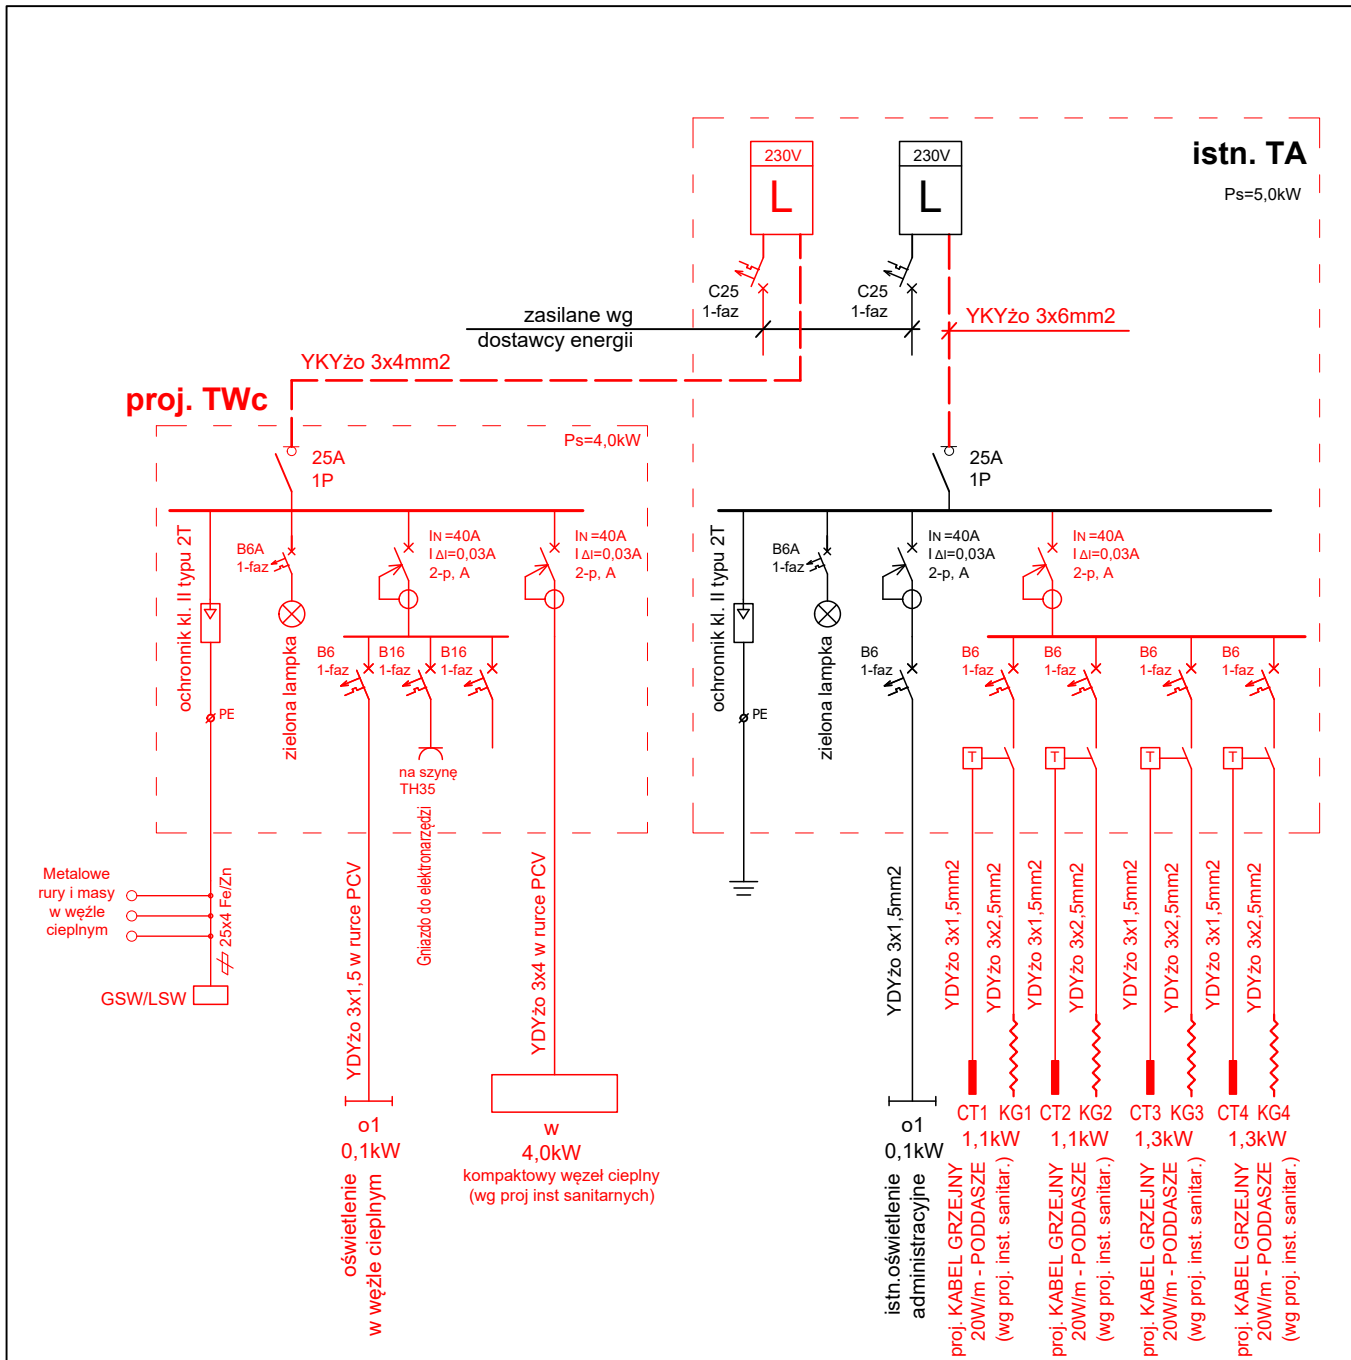 istn. TA
Ps=5,0kW
230V
L
230V
L
C25
1-faz
C25
1-faz
zasilane wg
dostawcy energii
YKYżo 3x6mm2
YKYżo 3x4mm2
proj. TWc
Ps=4,0kW
25A
1P
25A
1P
ochronnik kl. II typu 2T
B6A
1-faz
zielona lampka
IN =40A
I ΔI=0,03A
2-p, A
IN =40A
I ΔI=0,03A
2-p, A
B6
1-faz
B16
1-faz
B16
1-faz
PE
na szynę
TH35
Gniazdo do elektronarzędzi
ochronnik kl. II typu 2T
B6A
1-faz
zielona lampka
IN =40A
I ΔI=0,03A
2-p, A
IN =40A
I ΔI=0,03A
2-p, A
B6
1-faz
B6
1-faz
B6
1-faz
B6
1-faz
B6
1-faz
PE
T
T
T
T
Metalowe
rury i masy
w węźle
cieplnym
25x4 Fe/Zn
GSW/LSW
YDYżo 3x1,5 w rurce PCV
YDYżo 3x4 w rurce PCV
YDYżo 3x1,5mm2
YDYżo 3x1,5mm2
YDYżo 3x2,5mm2
YDYżo 3x1,5mm2
YDYżo 3x2,5mm2
YDYżo 3x1,5mm2
YDYżo 3x2,5mm2
YDYżo 3x1,5mm2
YDYżo 3x2,5mm2
o1
0,1kW
oświetlenie
w węźle cieplnym
w
4,0kW
kompaktowy węzeł cieplny
(wg proj inst sanitarnych)
o1
0,1kW
istn.oświetlenie
administracyjne
CT1 KG1
1,1kW
proj. KABEL GRZEJNY
20W/m - PODDASZE
(wg proj. inst. sanitar.)
CT2 KG2
1,1kW
proj. KABEL GRZEJNY
20W/m - PODDASZE
(wg proj. inst. sanitar.)
CT3 KG3
1,3kW
proj. KABEL GRZEJNY
20W/m - PODDASZE
(wg proj. inst. sanitar.)
CT4 KG4
1,3kW
proj. KABEL GRZEJNY
20W/m - PODDASZE
(wg proj. inst. sanitar.)